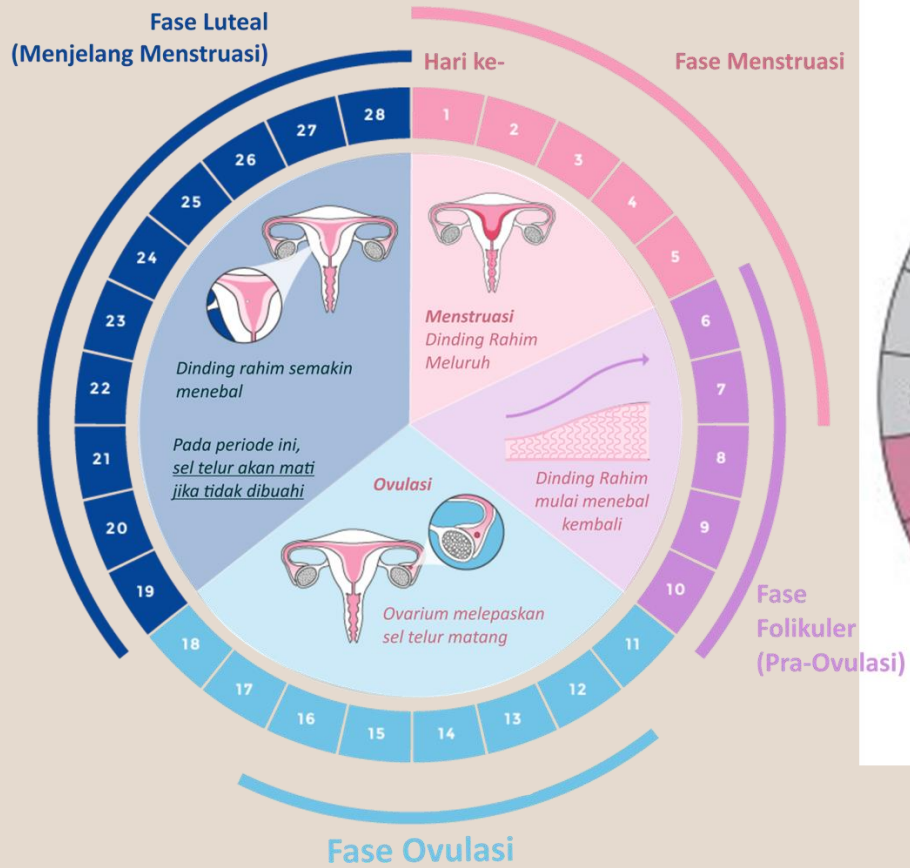 Fase Luteal
(Menjelang Menstruasi)
Hari ke-
Fase Menstruasi
1
2
3
4
5
6
7
8
9
10
11
12
13
14
15
16
17
18
19
20
21
22
23
24
25
26
27
28
Menstruasi
Dinding Rahim
Meluruh
Dinding Rahim
mulai menebal
kembali
Ovulasi
Ovarium melepaskan
sel telur matang
Dinding rahim semakin
menebal
Pada periode ini,
sel telur akan mati
jika tidak dibuahi
Fase
Folikuler
(Pra-Ovulasi)
Fase Ovulasi